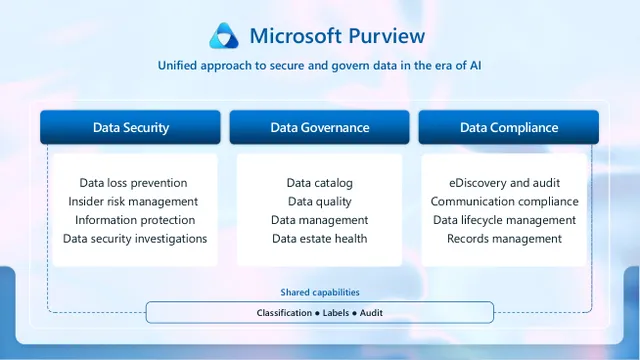 Microsoft Purview
Unified approach to secure and govern data in the era of AI
Data Security
Data loss prevention
Insider risk management
Information protection
Data security investigations
Data Governance
Data catalog
Data quality
Data management
Data estate health
Data Compliance
eDiscovery and audit
Communication compliance
Data lifecycle management
Records management
Shared capabilities
Classification ● Labels ● Audit